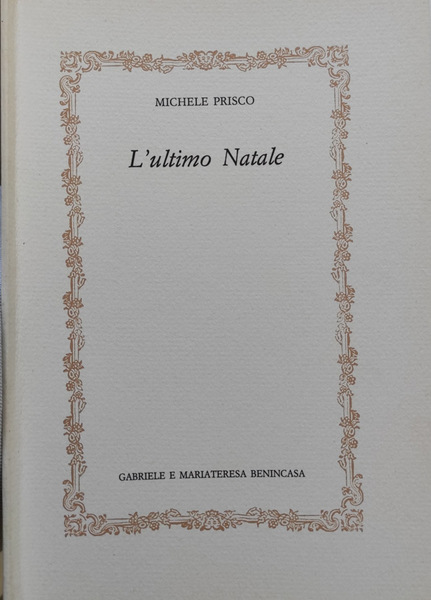 MICHELE PRISCO
L'ultimo Natale
GABRIELE E MARIATERESA BENINCASA